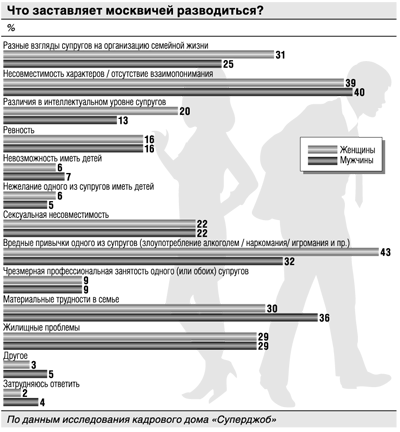 Что заставляет москвичей разводиться?
%
Разные взгляды супругов на организацию семейной жизни
31
25
Несовместимость характеров / отсутствие взаимопонимания
39
40
Различия в интеллектуальном уровне супругов
20
13
Ревность
16
16
Женщины
Мужчины
Невозможность иметь детей
6
7
Нежелание одного из супругов иметь детей
6
5
Сексуальная несовместимость
22
22
Вредные привычки одного из супругов (злоупотребление алкоголем / наркомания/ игромания и пр.)
43
32
Чрезмерная профессиональная занятость одного (или обоих) супругов
9
9
Материальные трудности в семье
30
36
Жилищные проблемы
29
29
Другое
3
5
Затрудняюсь ответить
2
4
По данным исследования кадрового дома «Суперджоб»